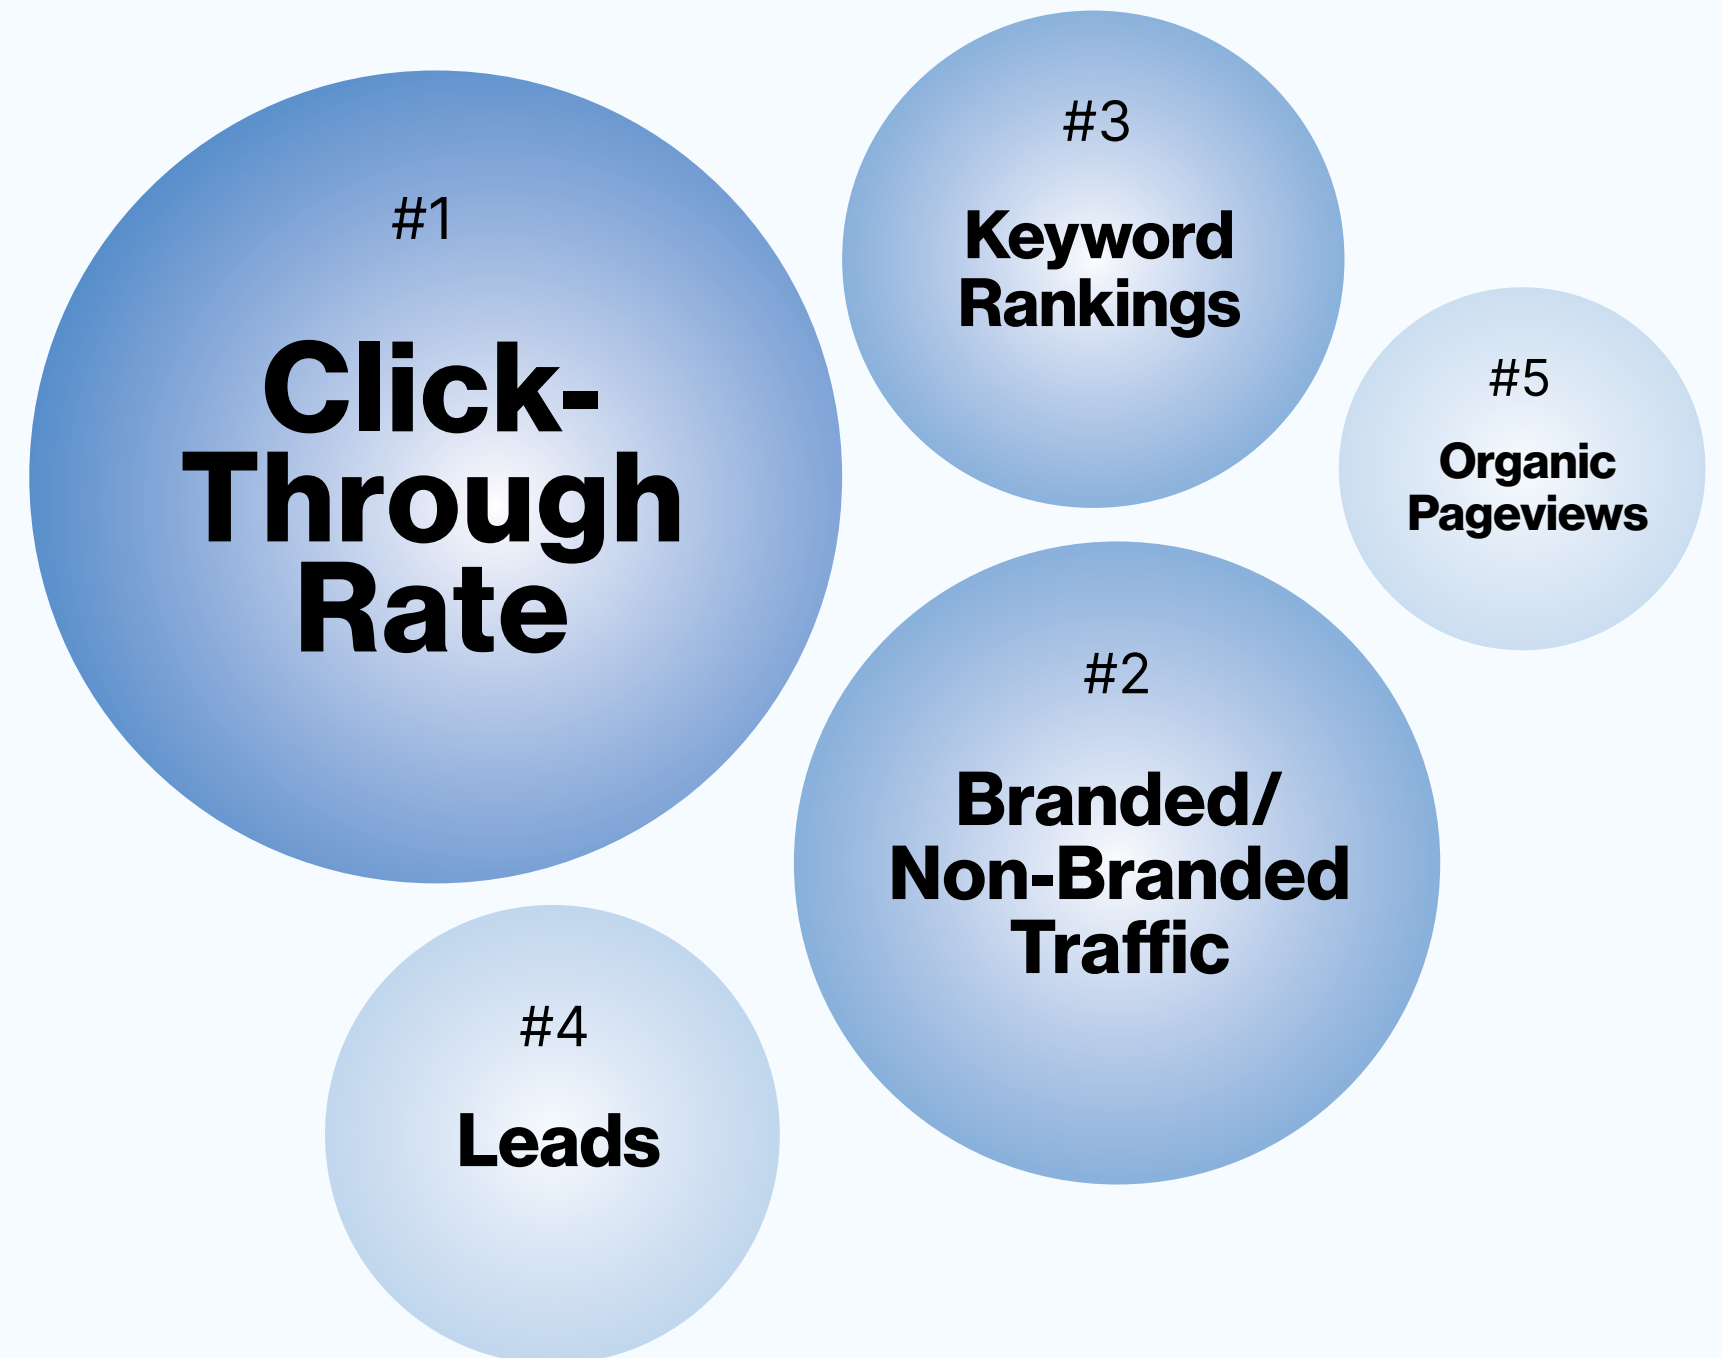 #1
Click-
Through
Rate
#3
Keyword
Rankings
#5
Organic
Pageviews
#2
Branded/
Non-Branded
Traffic
#4
Leads